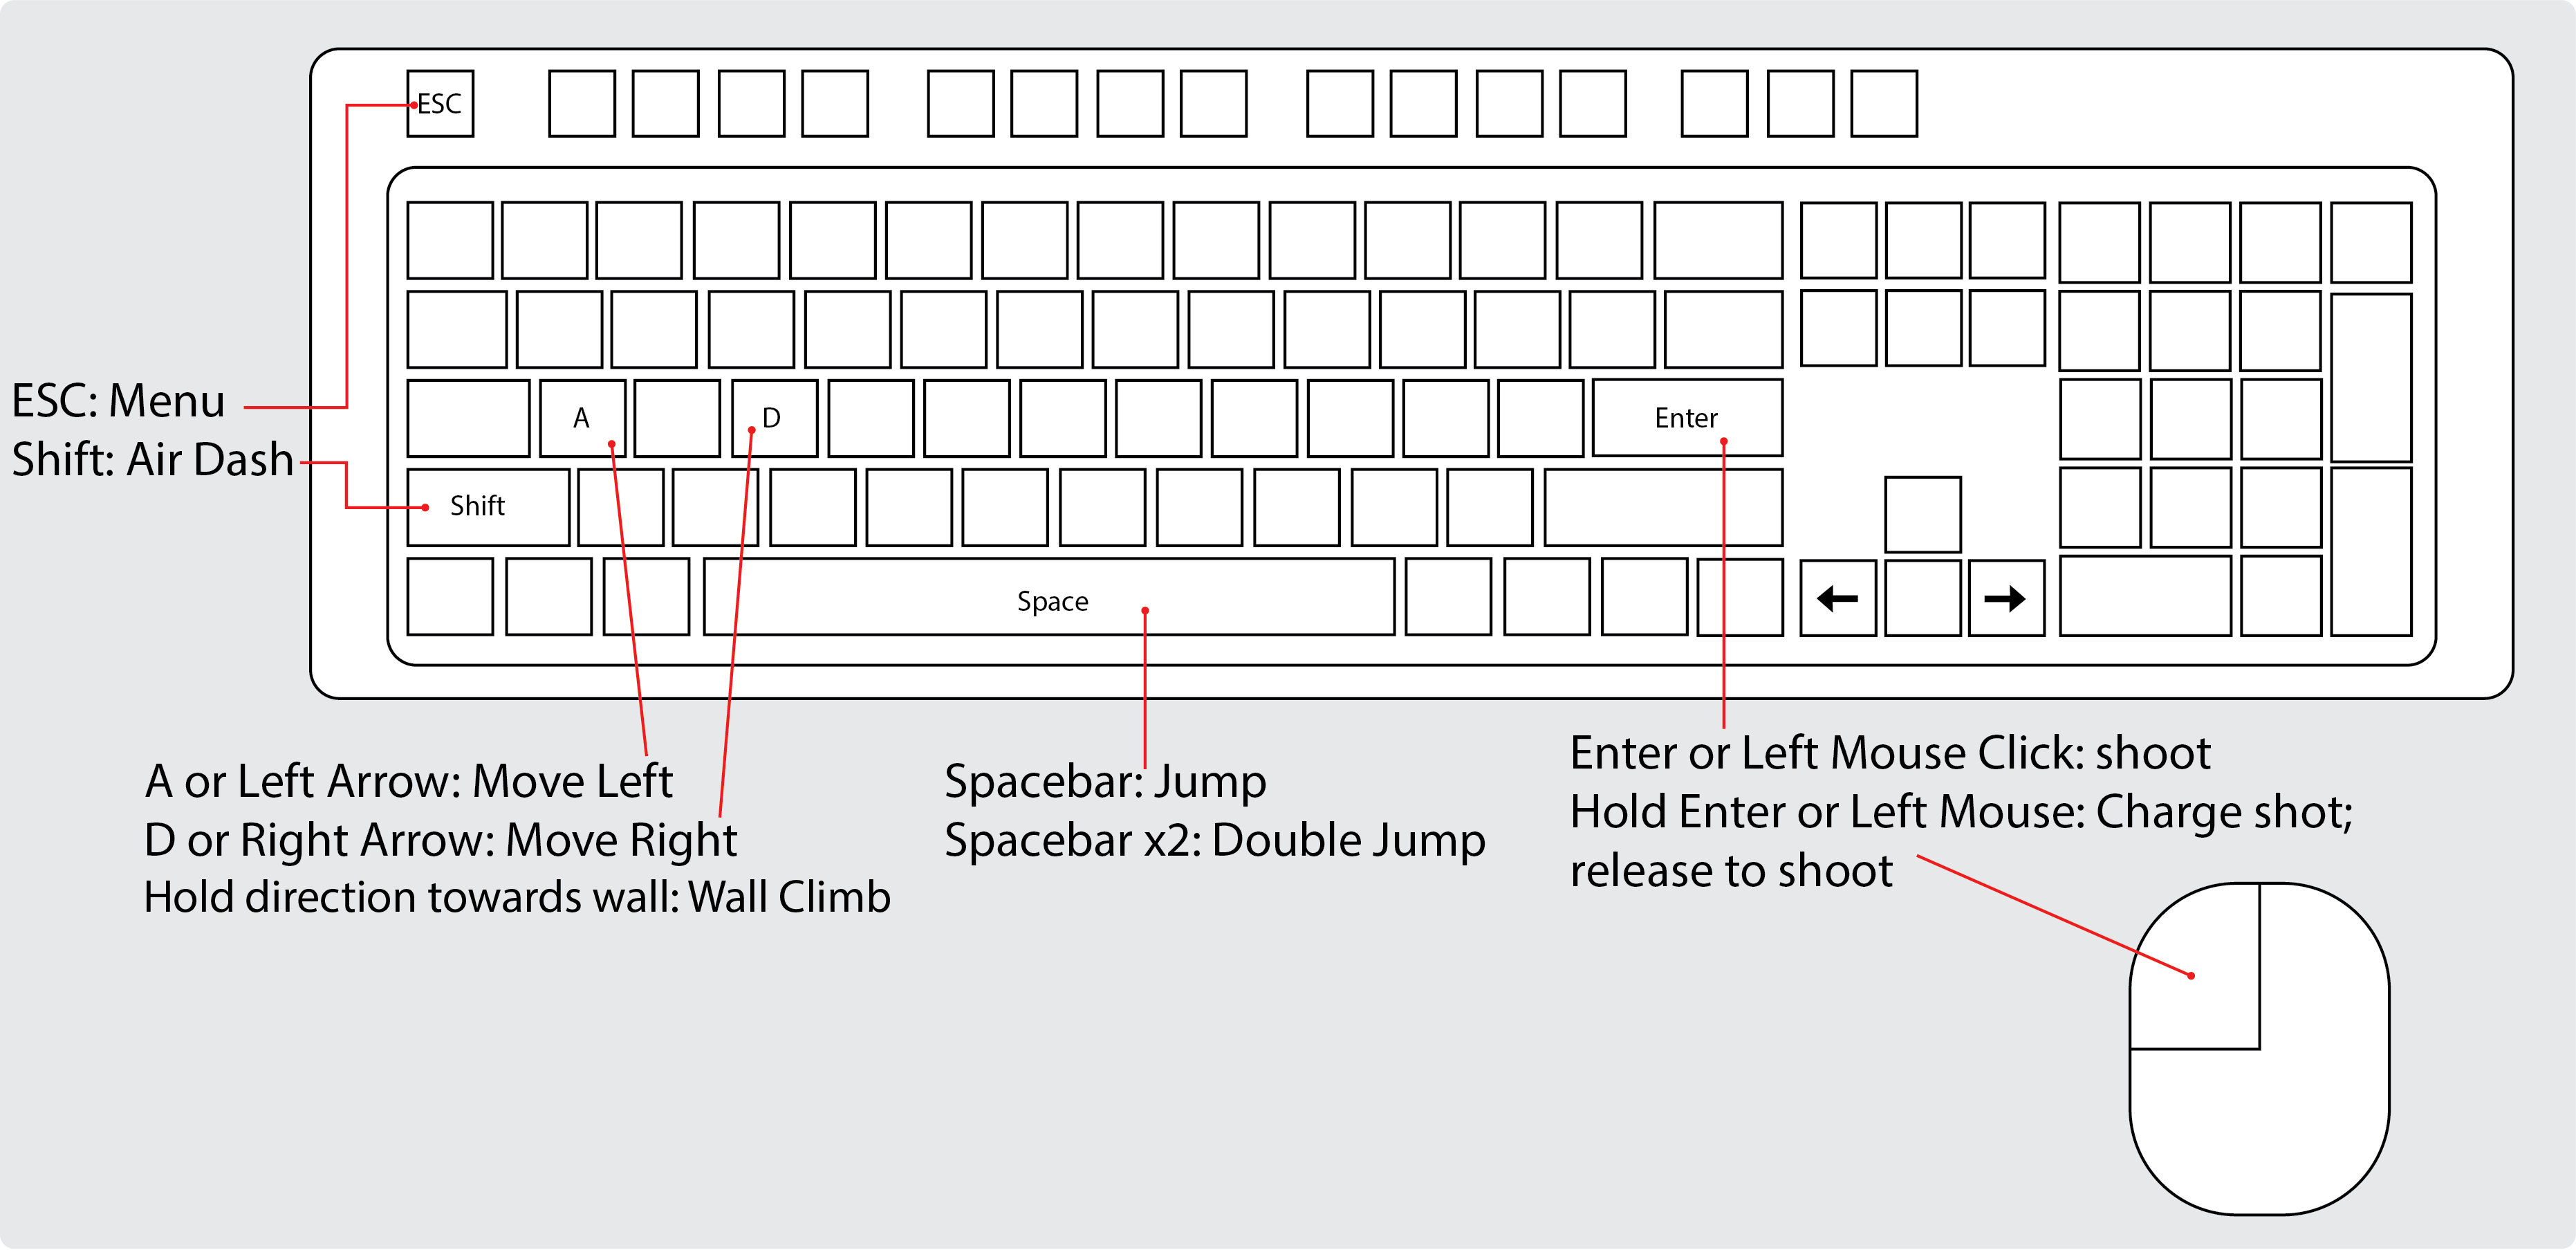 ESC
ESC: Menu
Shift: Air Dash
A
D
Enter
Shift
Space
A or Left Arrow: Move Left
D or Right Arrow: Move Right
Hold direction towards wall: Wall Climb
Spacebar: Jump
Spacebar x2: Double Jump
Enter or Left Mouse Click: shoot
Hold Enter or Left Mouse: Charge shot;
release to shoot